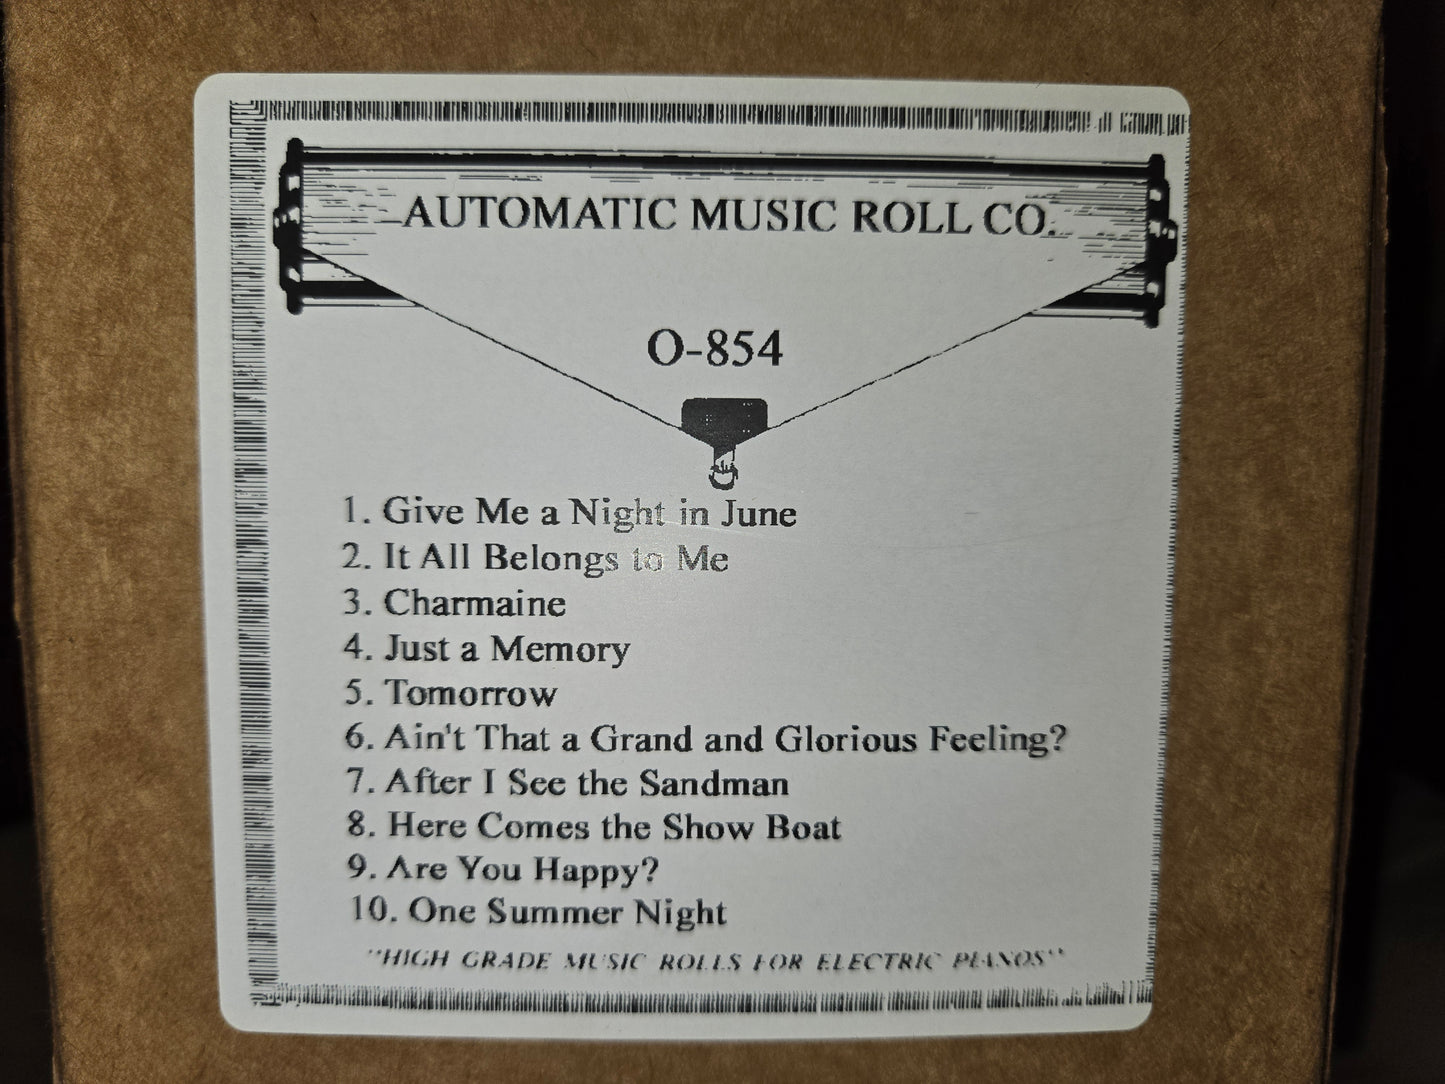 AUTOMATIC MUSIC ROLL CO.
O-854
1. Give Me a Night in June
2. It All Belongs to Me
3. Charmaine
4. Just a Memory
5. Tomorrow
6. Ain't That a Grand and Glorious Feeling?
7. After I See the Sandman
8. Here Comes the Show Boat
9. Are You Happy?
10. One Summer Night
"HIGH GRADE MUSIC ROLLS FOR ELECTRIC PIANOS"